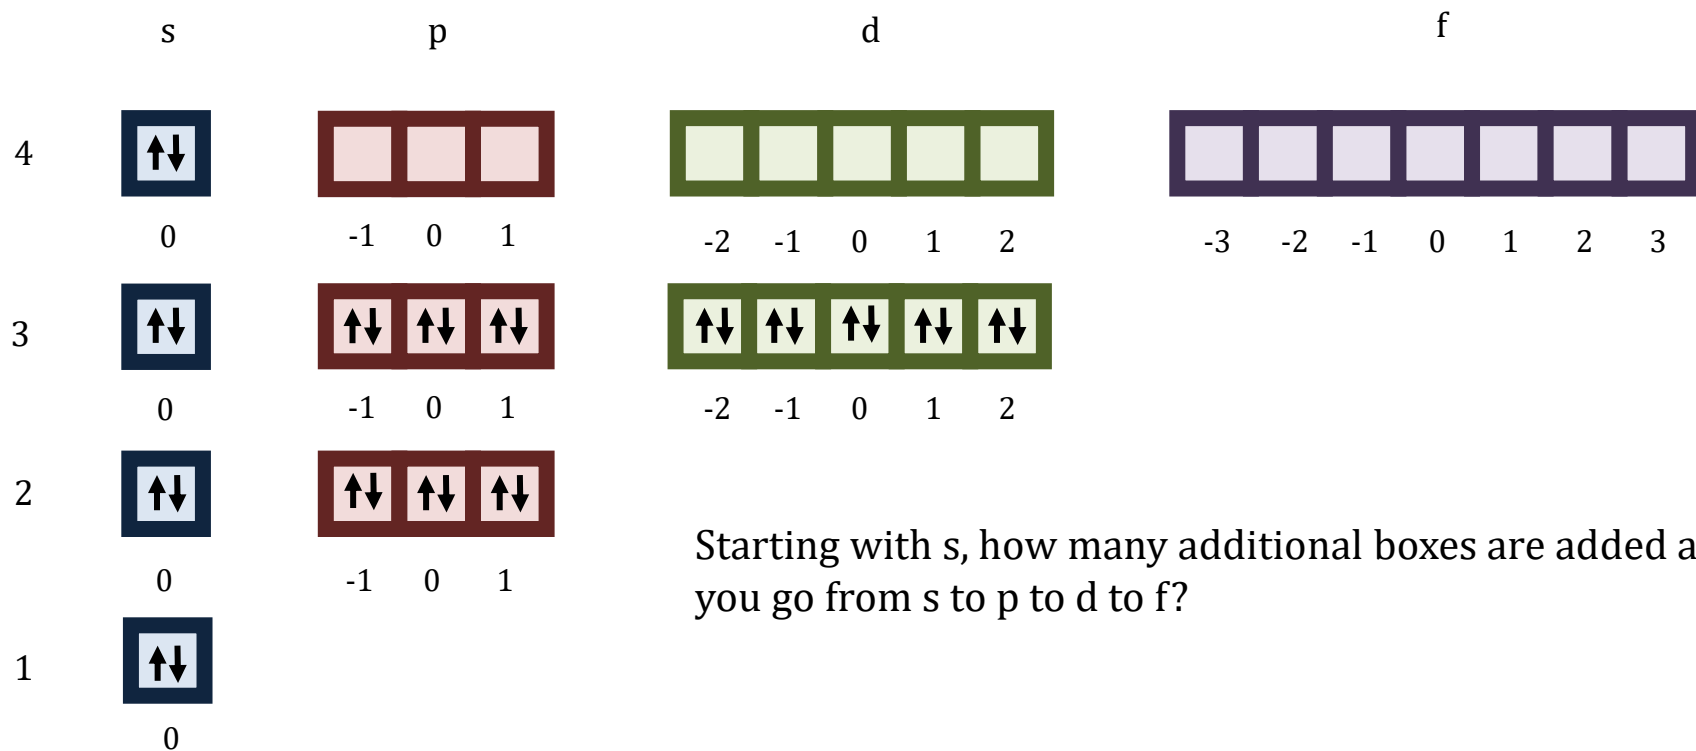 s p d f
4
0 -1 0 1 -2 -1 0 1 2 -3 -2 -1 0 1 2 3
3
0 -1 0 1 -2 -1 0 1 2
2
0 -1 0 1
Starting with s, how many additional boxes are added a
you go from s to p to d to f?
1
0